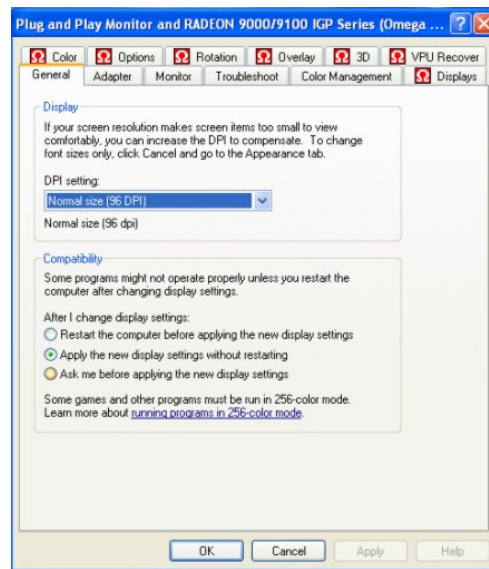 Plug and Play Monitor and RADEON 9000/9100 IGP Series (Omega ...
Color Options Rotation Overlay 3D VPU Recover
General Adapter Monitor Troubleshoot Color Management Displays
Display
If your screen resolution makes screen items too small to view
comfortably, you can increase the DPI to compensate. To change
font sizes only, click Cancel and go to the Appearance tab.
DPI setting:
Normal size (96 DPI)
Normal size (96 dpi)
Compatibility
Some programs might not operate properly unless you restart the
computer after changing display settings.
After I change display settings:
Restart the computer before applying the new display settings
Apply the new display settings without restarting
Ask me before applying the new display settings
Some games and other programs must be run in 256-color mode.
Learn more about running programs in 256-color mode.
OK Cancel Apply Help